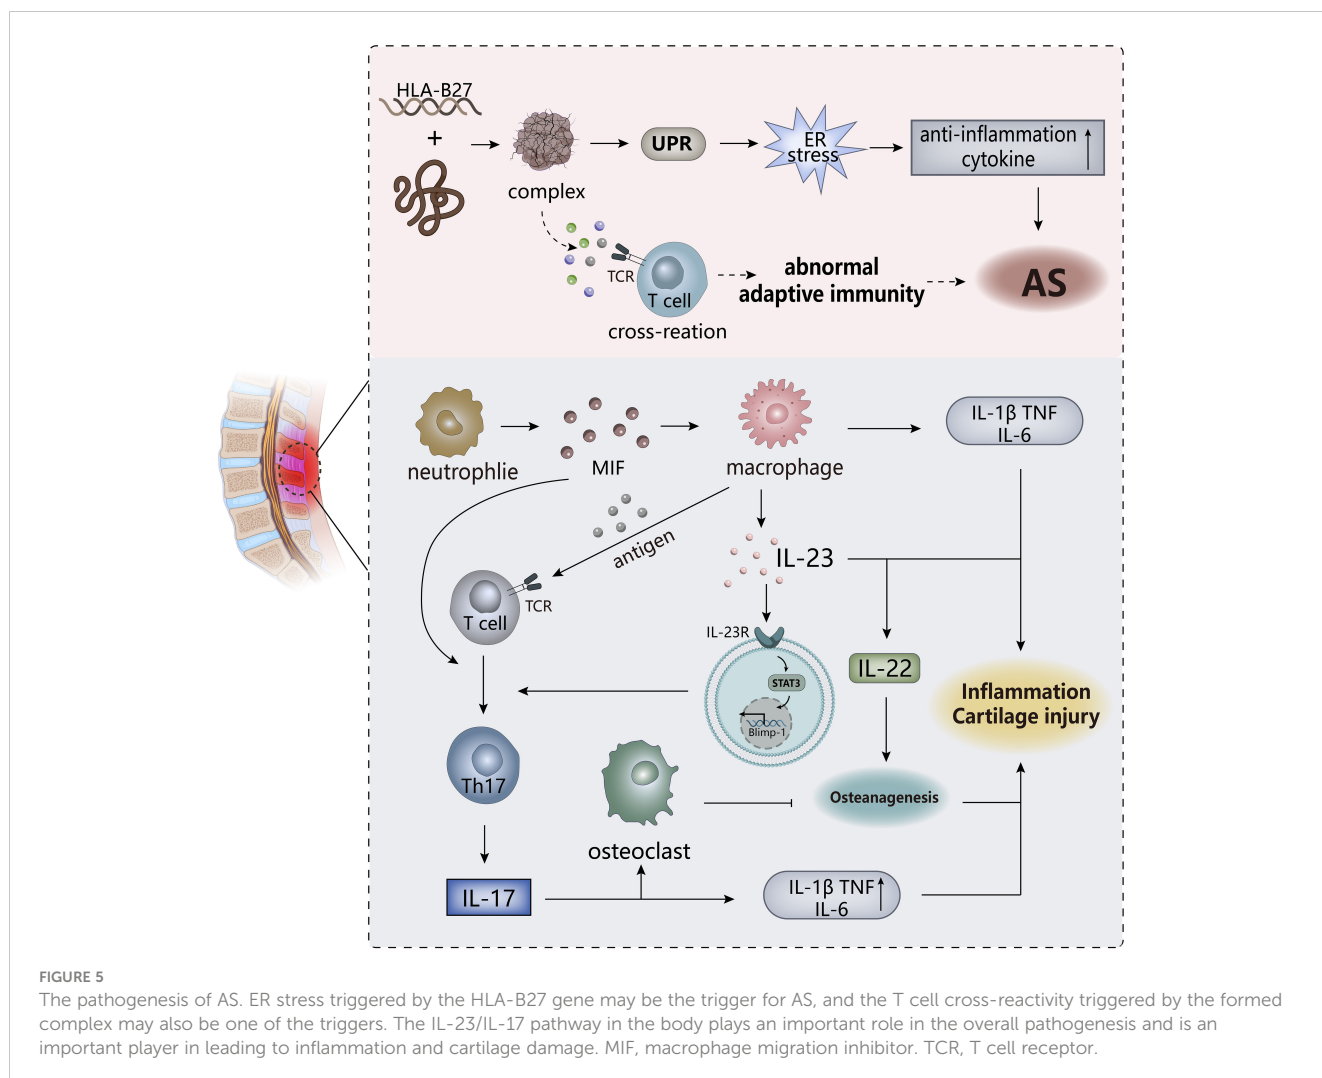 HLA-B27
+
complex
UPR
ER
stress
anti-inflammation
cytokine
TCR
T cell
cross-reation
abnormal
adaptive immunity
AS
neutrophlie
MIF
macrophage
IL-1β TNF
IL-6
antigen
IL-23
T cell
TCR
IL-23R
STAT3
Blimp-1
IL-22
Inflammation
Cartilage injury
Th17
osteoclast
Osteanagenesis
IL-17
IL-1β TNF
IL-6
FIGURE 5
The pathogenesis of AS. ER stress triggered by the HLA-B27 gene may be the trigger for AS, and the T cell cross-reactivity triggered by the formed
complex may also be one of the triggers. The IL-23/IL-17 pathway in the body plays an important role in the overall pathogenesis and is an
important player in leading to inflammation and cartilage damage. MIF, macrophage migration inhibitor. TCR, T cell receptor.